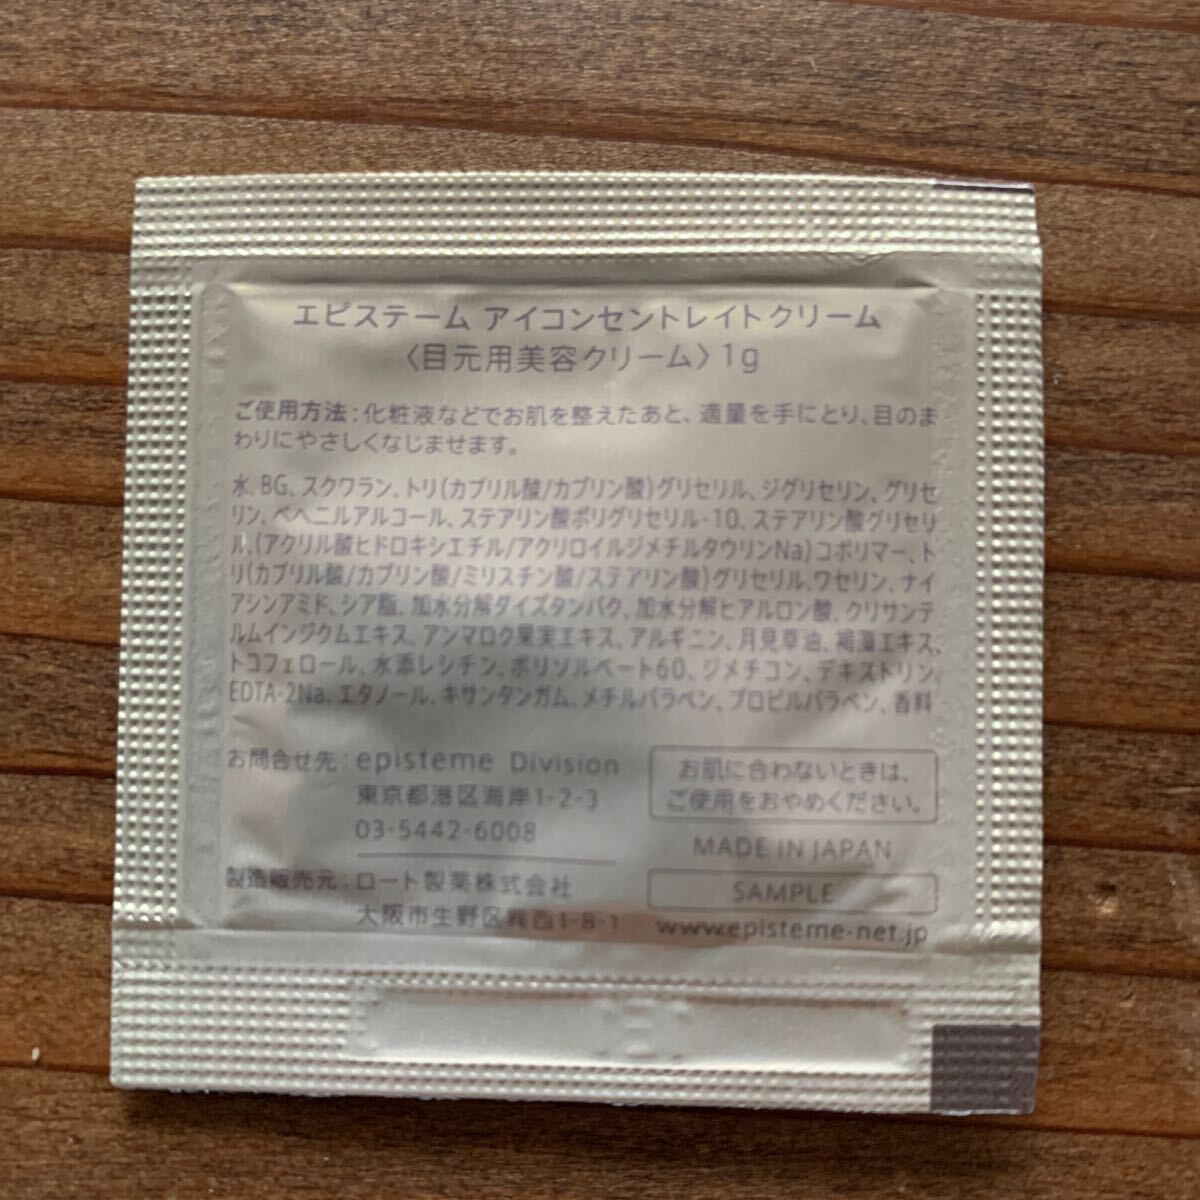 エピステーム アイコンセントレイトクリーム
〈目元用美容クリーム〉1g
ご使用方法：化粧液などでお肌を整えたあと、適量を手にとり、目のま
わりにやさしくなじませます。
水、BG、スクワラン、トリ(カプリル酸/カプリン酸)グリセリル、ジグリセリン、グリセ
リン、ベヘニルアルコール、ステアリン酸ポリグリセリル-10、ステアリン酸グリセリ
ル、(アクリル酸ヒドロキシエチル/アクリロイルジメチルタウリンNa)コポリマー、ト
リ(カプリル酸/カプリン酸/ミリスチン酸/ステアリン酸)グリセリル、ワセリン、ナイ
アシンアミド、シア脂、加水分解ダイズタンパク、加水分解ヒアルロン酸、クリサンテ
ルムインジクムエキス、アンマロク果実エキス、アルギニン、月見草油、褐藻エキス、
トコフェロール、水添レシチン、ポリソルベート60、ジメチコン、デキストリン、
EDTA-2Na、エタノール、キサンタンガム、メチルパラベン、プロピルパラベン、香料
お問合せ先：episteme Division
東京都港区海岸1-2-3
03-5442-6008
製造販売元：ロート製薬株式会社
大阪市生野区巽西1-8-1
お肌に合わないときは、
ご使用をおやめください。
MADE IN JAPAN
SAMPLE
www.episteme-net.jp